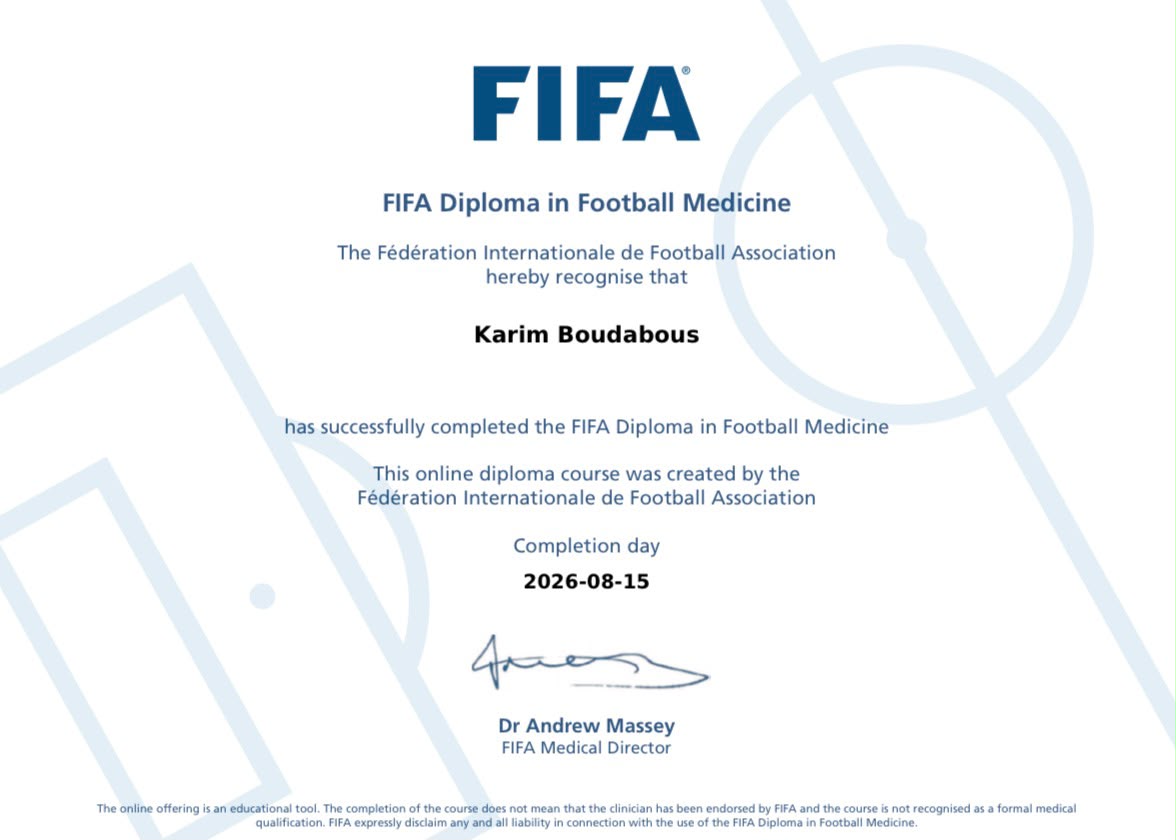 FIFA®
FIFA Diploma in Football Medicine
The Fédération Internationale de Football Association
hereby recognise that
Karim Boudabous
has successfully completed the FIFA Diploma in Football Medicine
This online diploma course was created by the
Fédération Internationale de Football Association
Completion day
2026-08-15
Dr Andrew Massey
FIFA Medical Director
The online offering is an educational tool. The completion of the course does not mean that the clinician has been endorsed by FIFA and the course is not recognised as a formal medical
qualification. FIFA expressly disclaim any and all liability in connection with the use of the FIFA Diploma in Football Medicine.